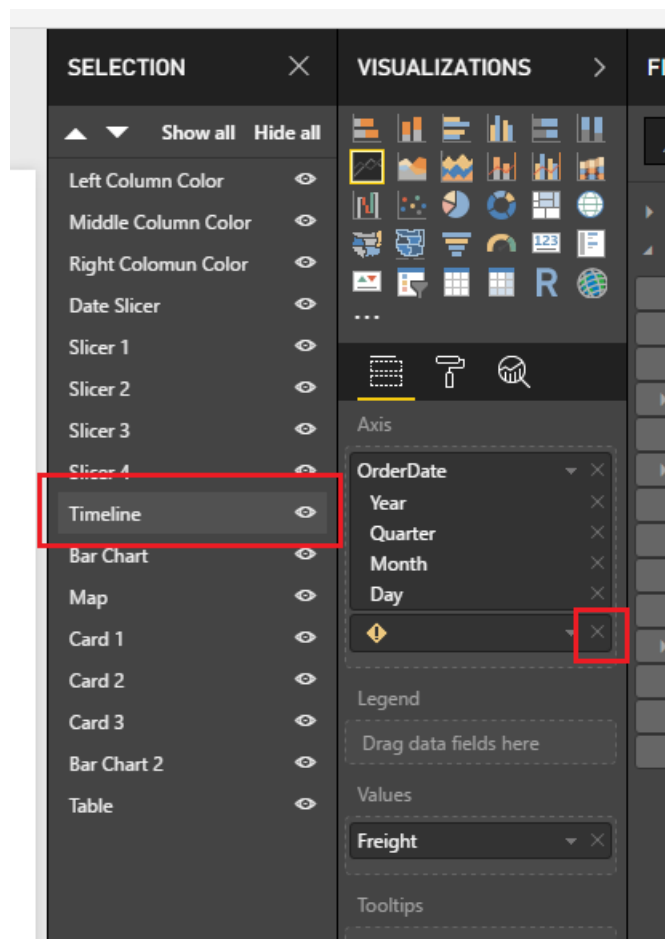 SELECTION
Show all Hide all
Left Column Color
Middle Column Color
Right Colomun Color
Date Slicer
Slicer 1
Slicer 2
Slicer 3
Slicer 4
Timeline
Bar Chart
Map
Card 1
Card 2
Card 3
Bar Chart 2
Table
VISUALIZATIONS
123
R
...
Axis
OrderDate
Year
Quarter
Month
Day
Legend
Drag data fields here
Values
Freight
Tooltips